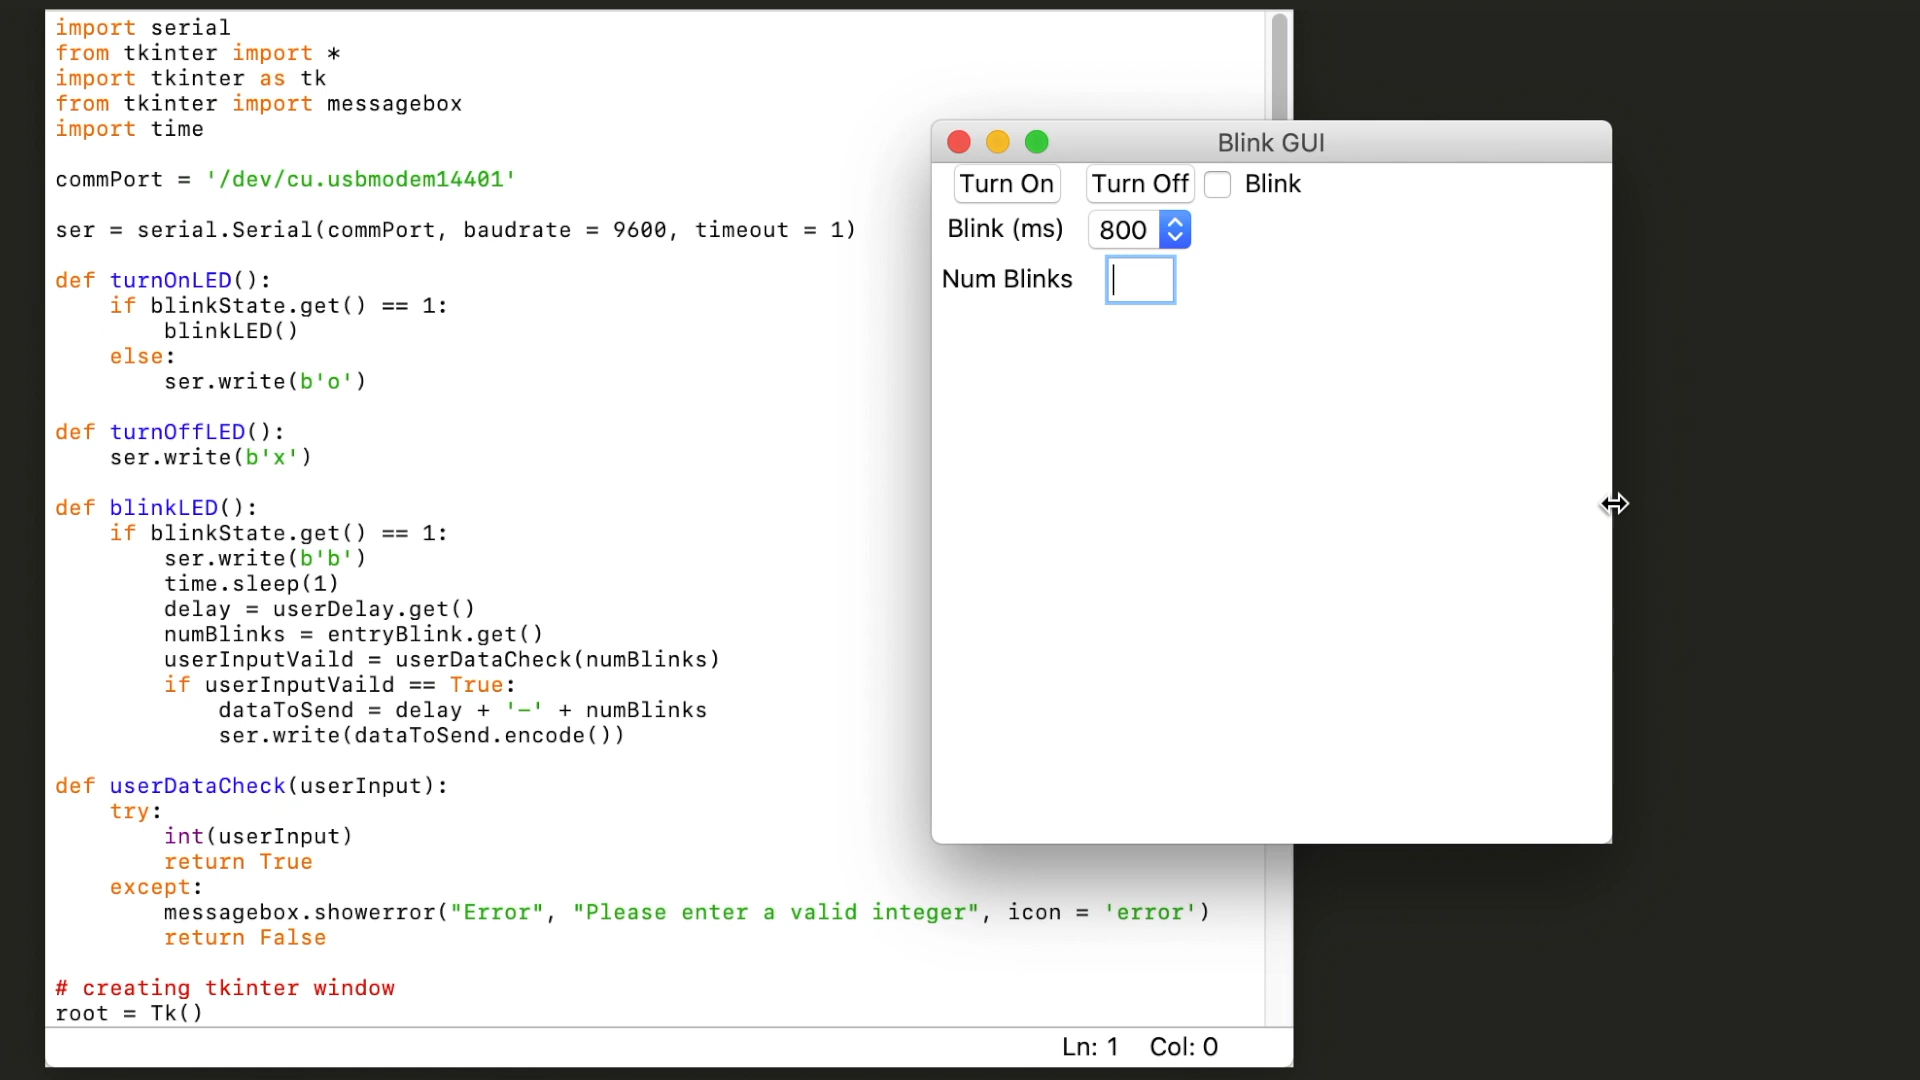 import serial
from tkinter import *
import tkinter as tk
from tkinter import messagebox
import time
commPort = '/dev/cu.usbmodem14401'
ser = serial.Serial(commPort, baudrate = 9600, timeout = 1)
def turnOnLED():
    if blinkState.get() == 1:
        blinkLED()
    else:
        ser.write(b'o')
def turnOffLED():
    ser.write(b'x')
def blinkLED():
    if blinkState.get() == 1:
        ser.write(b'b')
        time.sleep(1)
        delay = userDelay.get()
        numBlinks = entryBlink.get()
        userInputVaild = userDataCheck(numBlinks)
        if userInputVaild == True:
            dataToSend = delay + '-' + numBlinks
            ser.write(dataToSend.encode())
def userDataCheck(userInput):
    try:
        int(userInput)
        return True
    except:
        messagebox.showerror("Error", "Please enter a valid integer", icon = 'error')
        return False
# creating tkinter window
root = Tk()
Ln: 1 Col: 0
Blink GUI
Turn On Turn Off Blink
Blink (ms) 800
Num Blinks